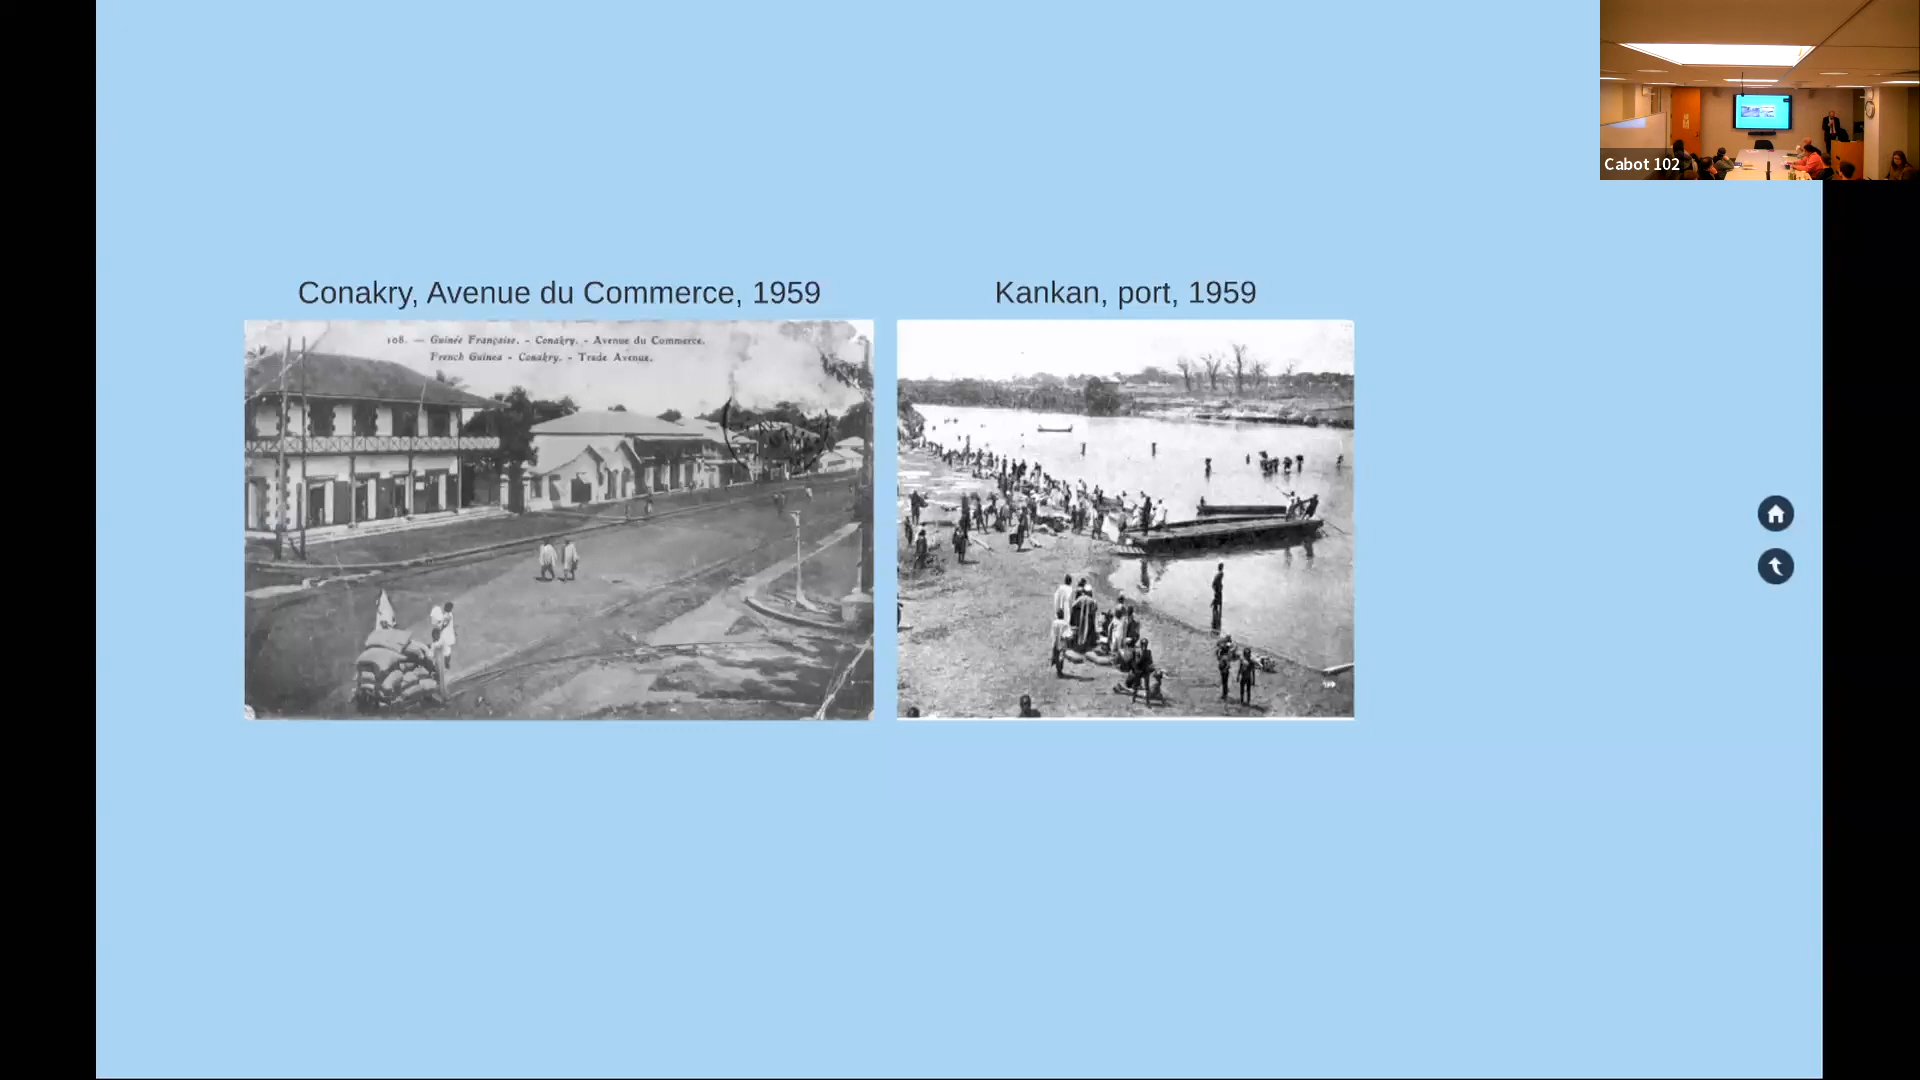 Cabot 102
Conakry, Avenue du Commerce, 1959
Kankan, port, 1959
108. — Guinée Française. - Conakry. - Avenue du Commerce.
French Guinea - Conakry. - Trade Avenue.